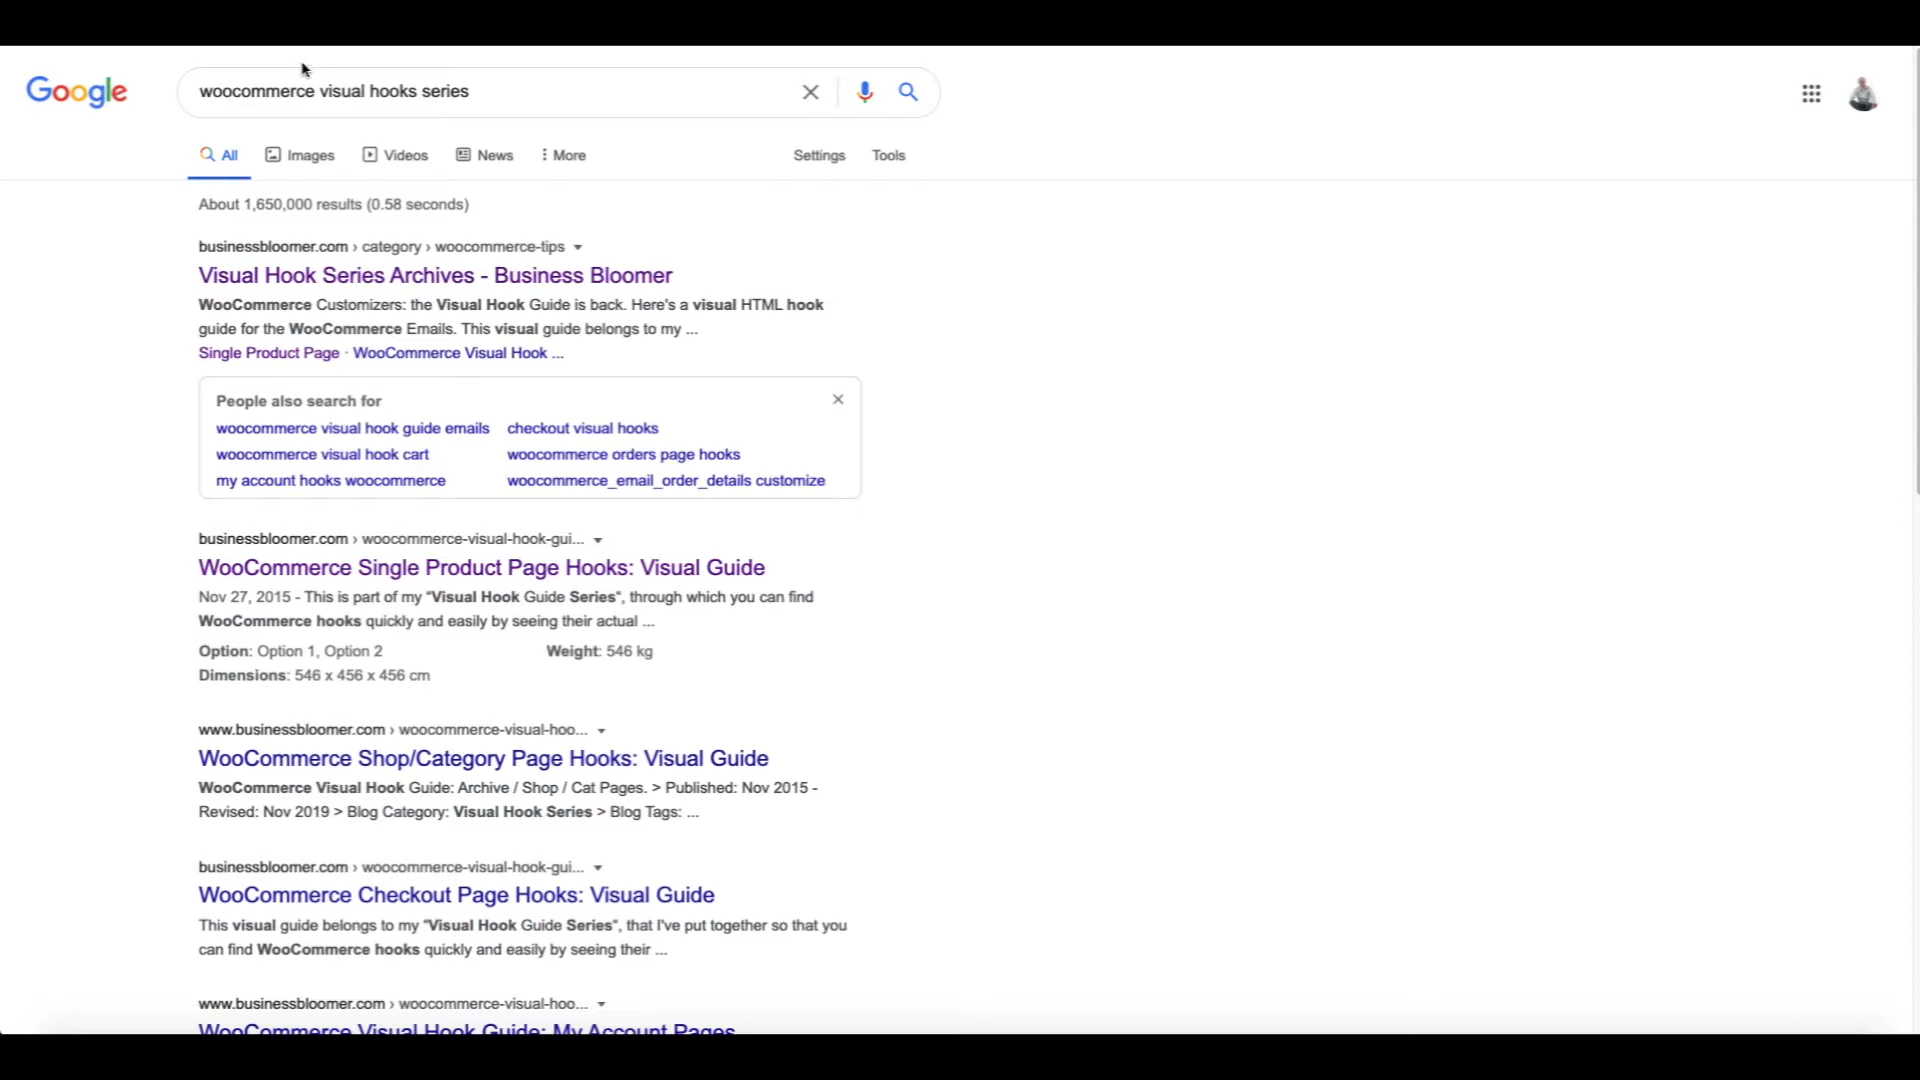 Google
woocommerce visual hooks series
All Images Videos News More Settings Tools
About 1,650,000 results (0.58 seconds)
businessbloomer.com › category › woocommerce-tips
Visual Hook Series Archives - Business Bloomer
WooCommerce Customizers: the Visual Hook Guide is back. Here's a visual HTML hook
guide for the WooCommerce Emails. This visual guide belongs to my ...
Single Product Page · WooCommerce Visual Hook ...
People also search for
woocommerce visual hook guide emails checkout visual hooks
woocommerce visual hook cart woocommerce orders page hooks
my account hooks woocommerce woocommerce_email_order_details customize
businessbloomer.com › woocommerce-visual-hook-gui...
WooCommerce Single Product Page Hooks: Visual Guide
Nov 27, 2015 - This is part of my "Visual Hook Guide Series", through which you can find
WooCommerce hooks quickly and easily by seeing their actual ...
Option: Option 1, Option 2 Weight: 546 kg
Dimensions: 546 x 456 x 456 cm
www.businessbloomer.com › woocommerce-visual-hoo...
WooCommerce Shop/Category Page Hooks: Visual Guide
WooCommerce Visual Hook Guide: Archive / Shop / Cat Pages. > Published: Nov 2015 -
Revised: Nov 2019 > Blog Category: Visual Hook Series > Blog Tags: ...
businessbloomer.com › woocommerce-visual-hook-gui...
WooCommerce Checkout Page Hooks: Visual Guide
This visual guide belongs to my "Visual Hook Guide Series", that I've put together so that you
can find WooCommerce hooks quickly and easily by seeing their ...
www.businessbloomer.com › woocommerce-visual-hoo...
WooCommerce Visual Hook Guide: My Account Pages